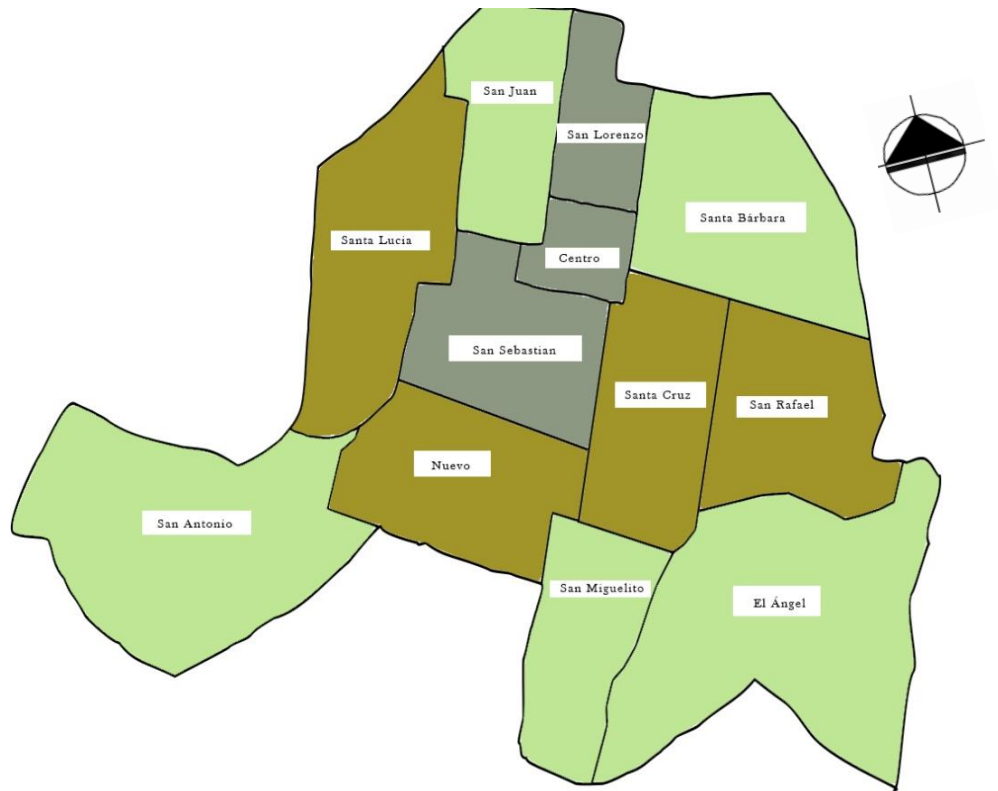 San Juan
San Lorenzo
Santa Bárbara
Santa Lucia
Centro
San Sebastian
Santa Cruz
San Rafael
Nuevo
San Antonio
San Miguelito
El Ángel